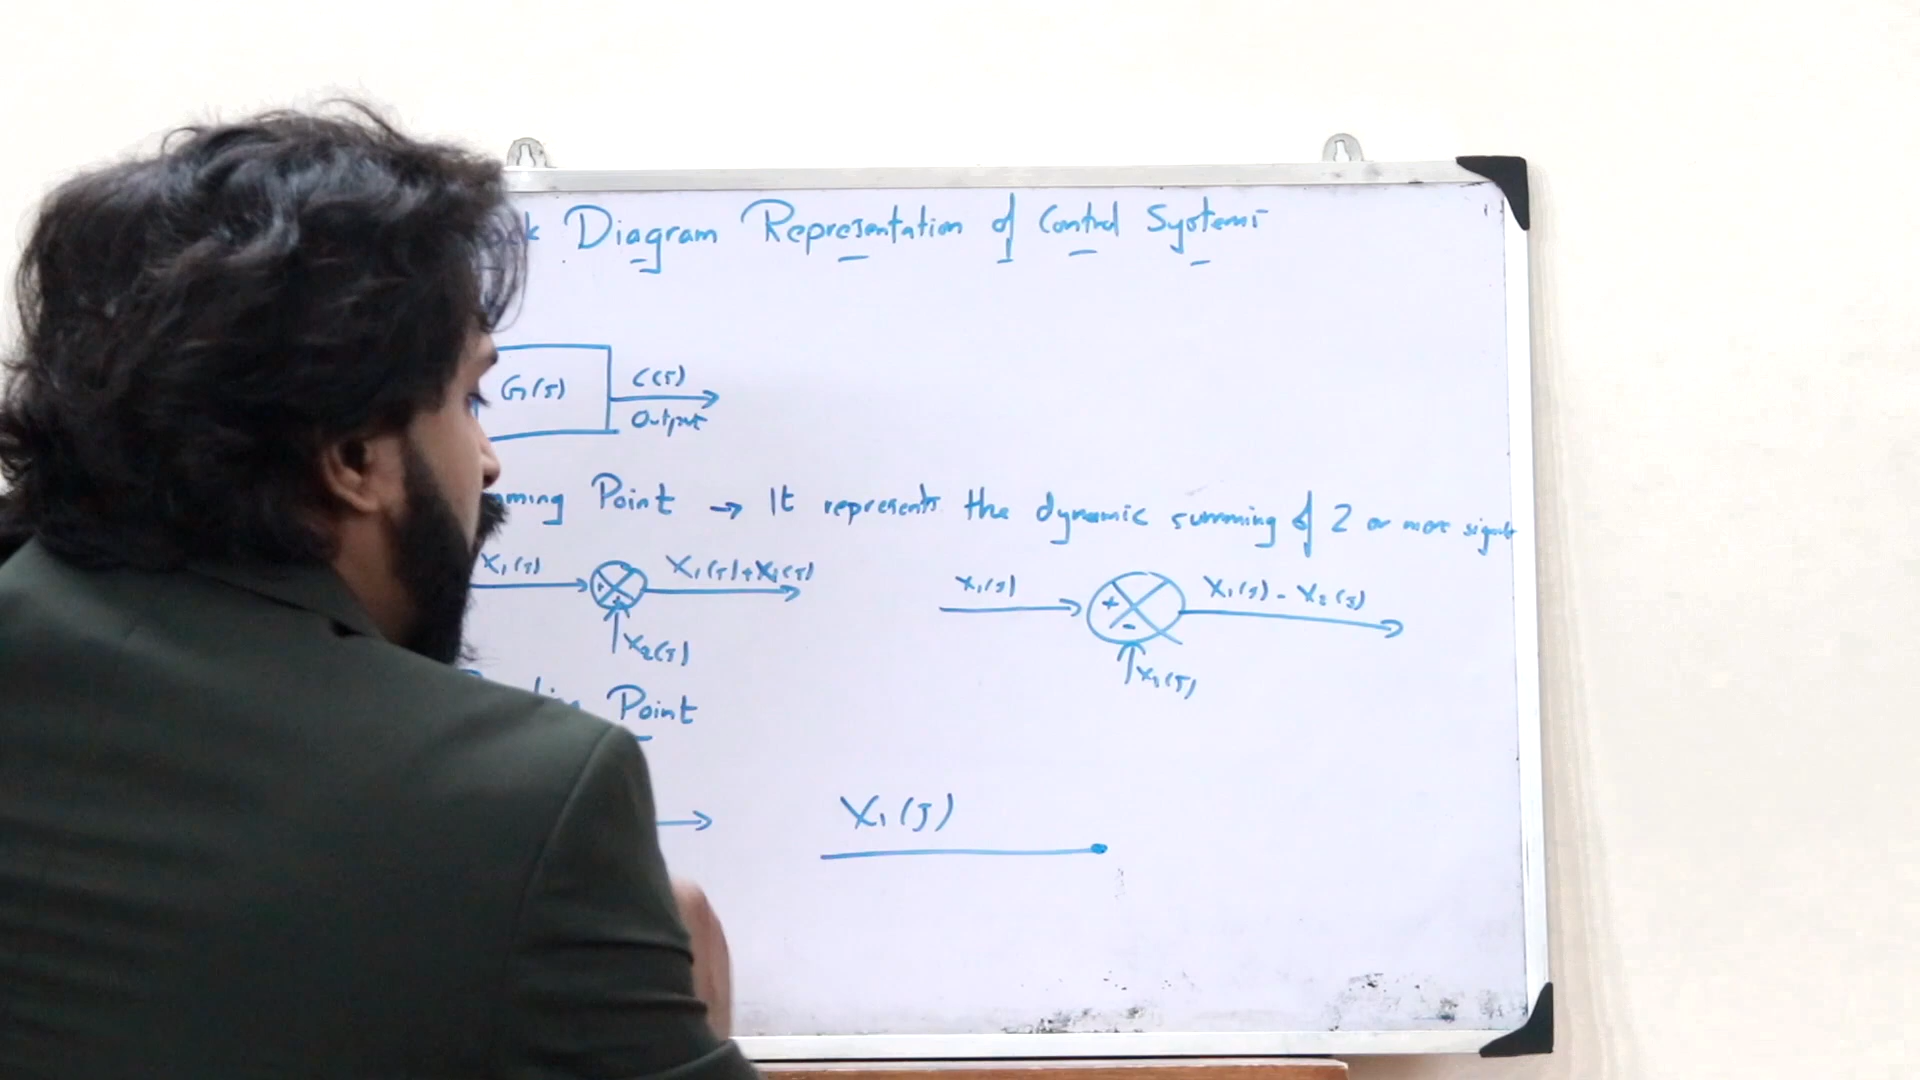 Diagram Representation of Control Systems
G(s)
C(s)
Output
Point → It represents the dynamic summing of 2 or more signals
X₁(s)
+
+
X₂(s)
X₁(s)+X₂(s)
X₁(s)
+
-
X₂(s)
X₁(s) - X₂(s)
Point
X₁(s)